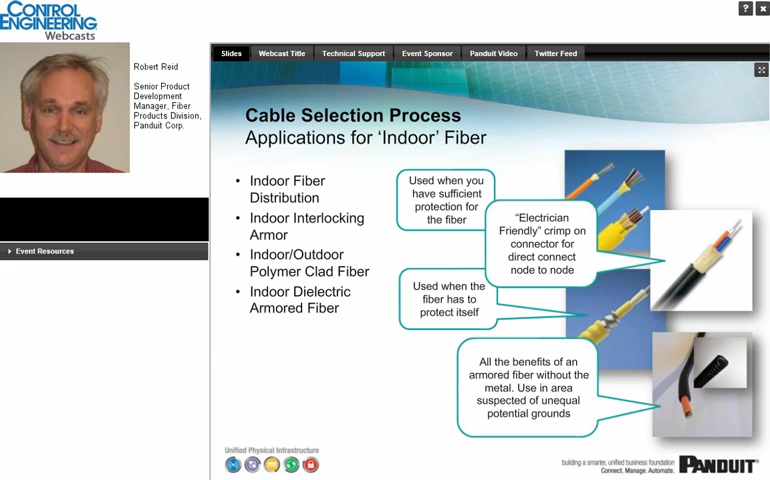 CONTROL
ENGINEERING
Webcasts
?
Robert Reid
Senior Product
Development
Manager, Fiber
Products Division,
Panduit Corp.
Event Resources
Slides
Webcast Title
Technical Support
Event Sponsor
Panduit Video
Twitter Feed
Cable Selection Process
Applications for 'Indoor' Fiber
• Indoor Fiber
Distribution
• Indoor Interlocking
Armor
• Indoor/Outdoor
Polymer Clad Fiber
• Indoor Dielectric
Armored Fiber
Used when you
have sufficient
protection for
the fiber
"Electrician
Friendly" crimp on
connector for
direct connect
node to node
Used when the
fiber has to
protect itself
All the benefits of an
armored fiber without the
metal. Use in area
suspected of unequal
potential grounds
Unified Physical Infrastructure
building a smarter, unified business foundation
Connect. Manage. Automate.
PANDUIT